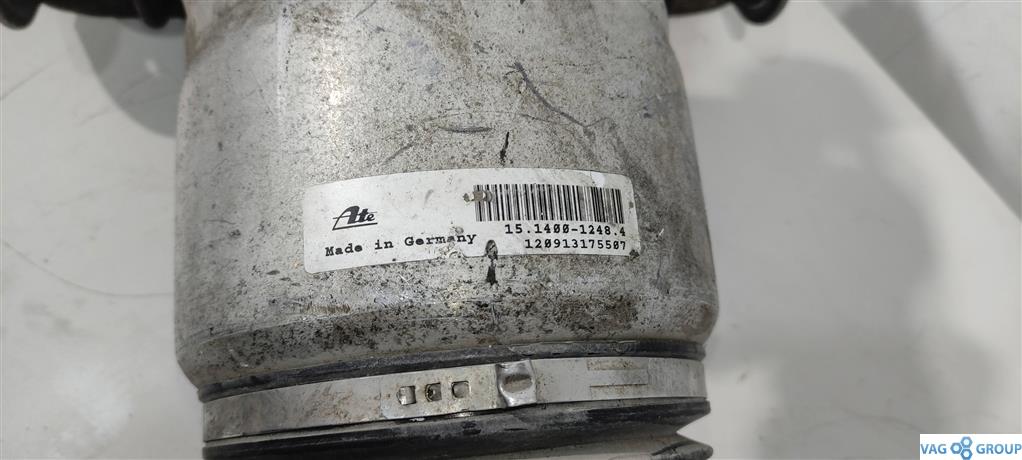 Ate
15.1400-1248.4
Made in Germany
120913175507
VAG GROUP